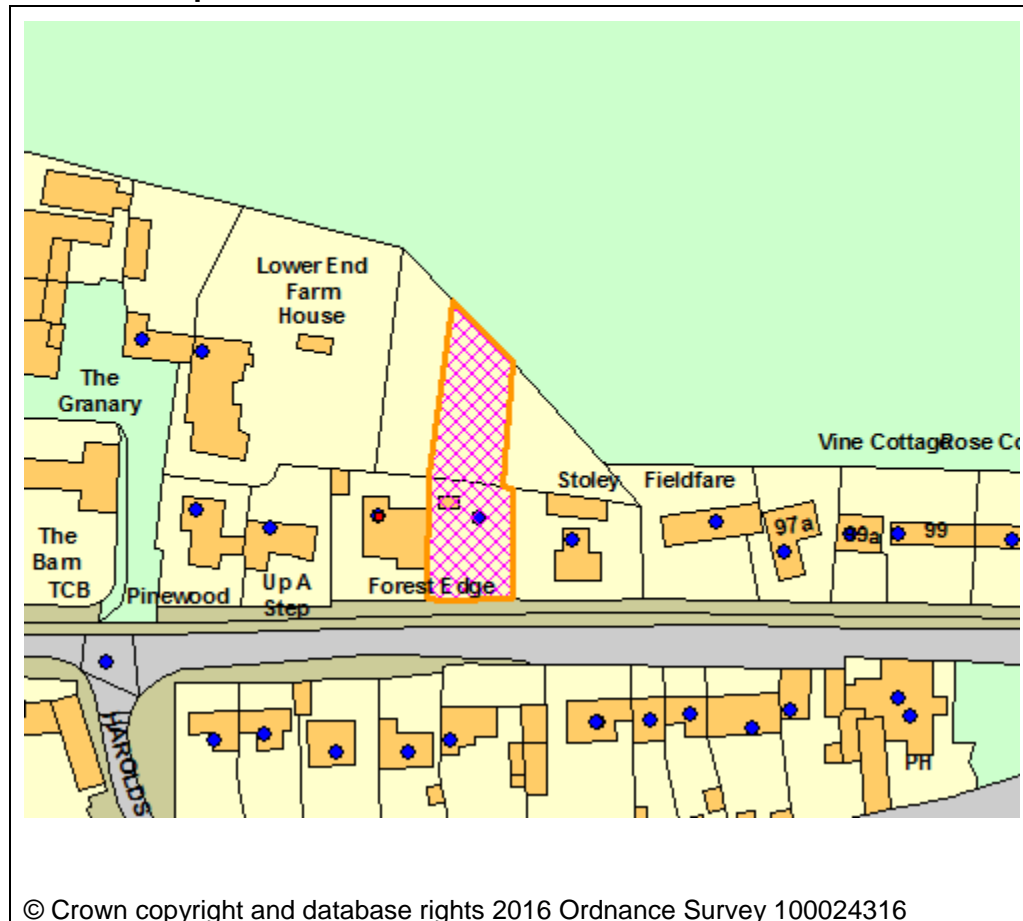 Lower End
Farm
House
The
Granary
Vine Cottage
Rose Co
Stoley
Fieldfare
97a
99a
99
The
Barn
TCB
Pinewood
Up A
Step
Forest Edge
HAROLDS
PH
© Crown copyright and database rights 2016 Ordnance Survey 100024316